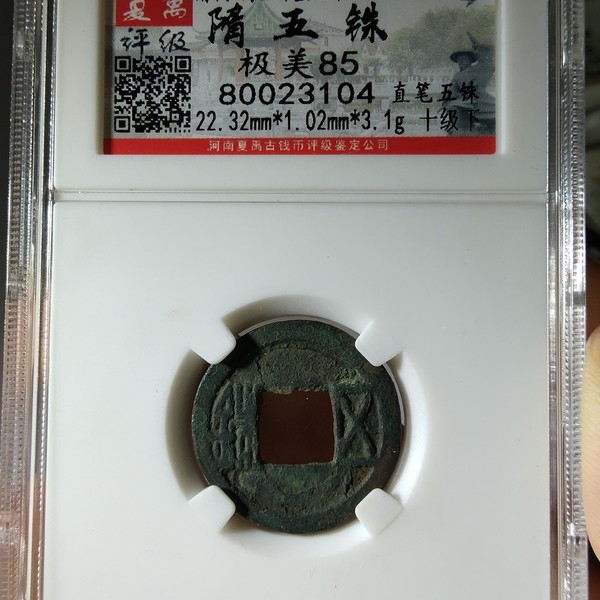 夏禹
评级
隋五铢
极美85
80023104 直笔五铢
22.32mm*1.02mm*3.1g 十级下
河南夏禹古钱币评级鉴定公司
五銖